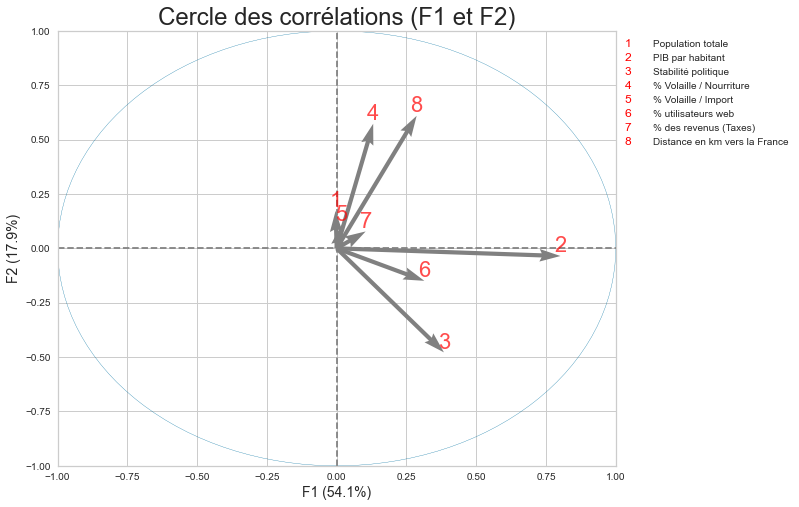 Cercle des corrélations (F1 et F2)
1 Population totale
2 PIB par habitant
3 Stabilité politique
4 % Volaille / Nourriture
5 % Volaille / Import
6 % utilisateurs web
7 % des revenus (Taxes)
8 Distance en km vers la France
F2 (17.9%)
1.00
0.75
0.50
0.25
0.00
−0.25
−0.50
−0.75
−1.00
4
8
1
5
7
2
6
3
−1.00 −0.75 −0.50 −0.25 0.00 0.25 0.50 0.75 1.00
F1 (54.1%)